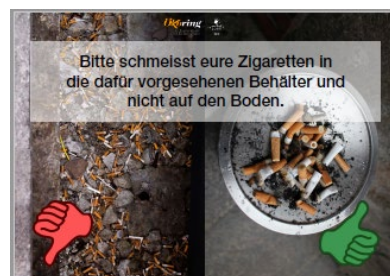 Bitte schmeisst eure Zigaretten in
die dafür vorgesehenen Behälter und
nicht auf den Boden.